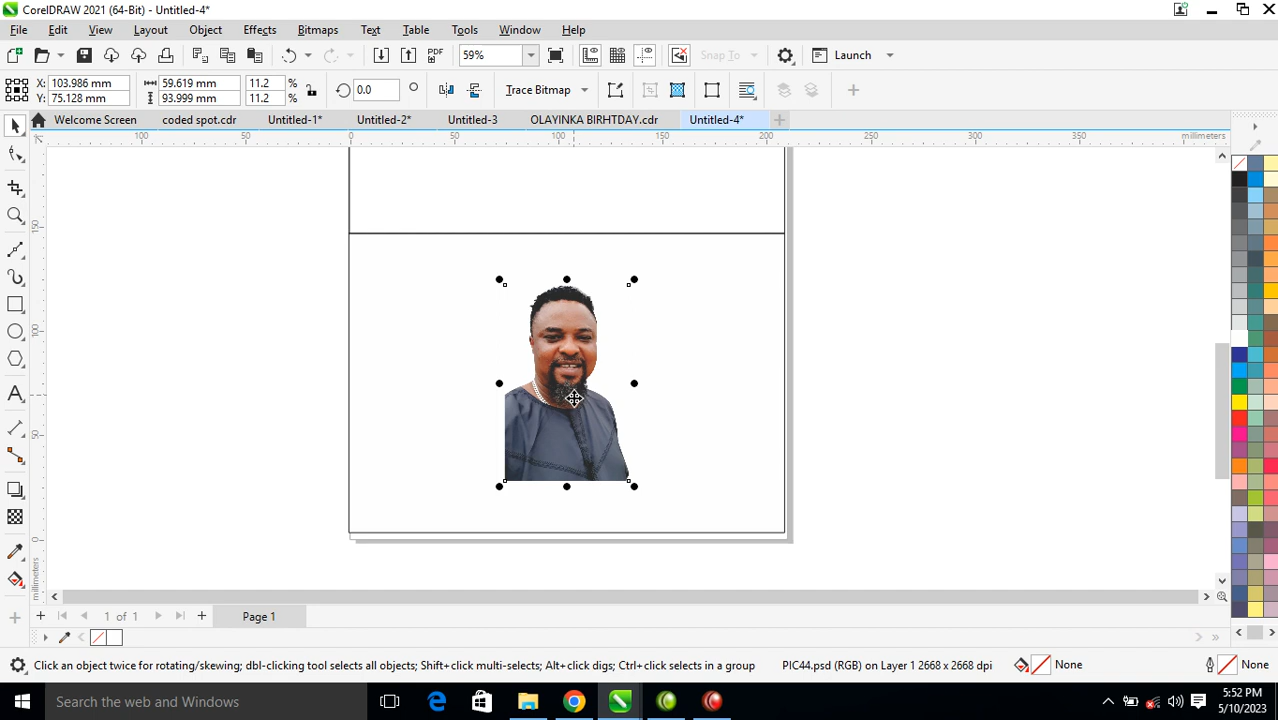 CorelDRAW 2021 (64-Bit) - Untitled-4*
File Edit View Layout Object Effects Bitmaps Text Table Tools Window Help
PDF 59% Snap To Launch
X: 103.986 mm 59.619 mm 11.2 %
Y: 75.128 mm 93.999 mm 11.2 %
0.0 Trace Bitmap
Welcome Screen coded spot.cdr Untitled-1* Untitled-2* Untitled-3 OLAYINKA BIRHTDAY.cdr Untitled-4*
100 50 0 50 100 150 200 250 300 350 millimeters
150
100
50
0
millimeters
1 of 1 Page 1
Click an object twice for rotating/skewing; dbl-clicking tool selects all objects; Shift+click multi-selects; Alt+click digs; Ctrl+click selects in a group PIC44.psd (RGB) on Layer 1 2668 x 2668 dpi None None
Search the web and Windows
5:52 PM
5/10/2023